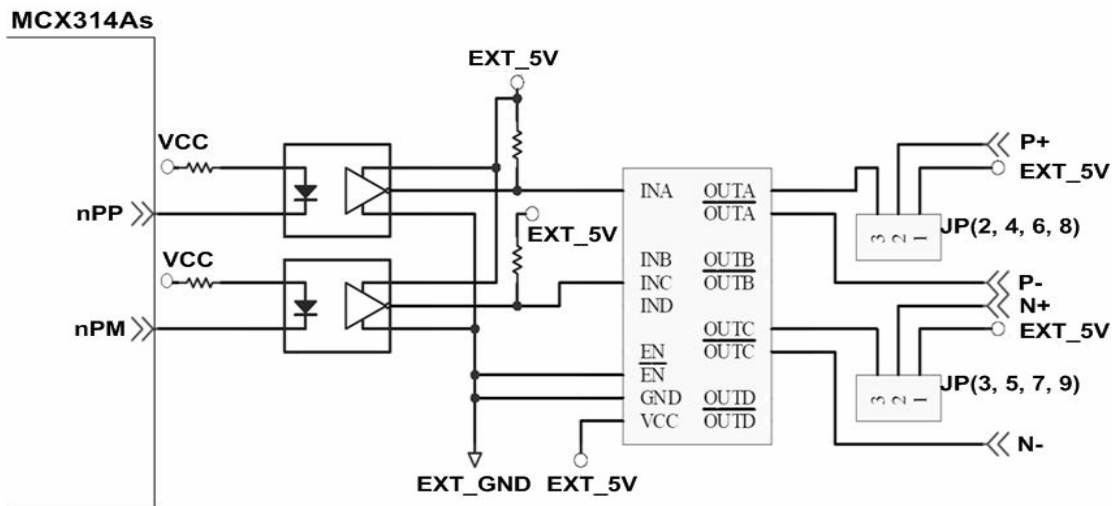 MCX314As
EXT_5V
VCC
nPP
EXT_5V
VCC
nPM
INA
INB
INC
IND
EN
EN
GND
VCC
OUTA
OUTA
OUTB
OUTB
OUTC
OUTC
OUTD
OUTD
EXT_GND
EXT_5V
P+
EXT_5V
3 2 1
JP(2, 4, 6, 8)
P-
N+
EXT_5V
3 2 1
JP(3, 5, 7, 9)
N-